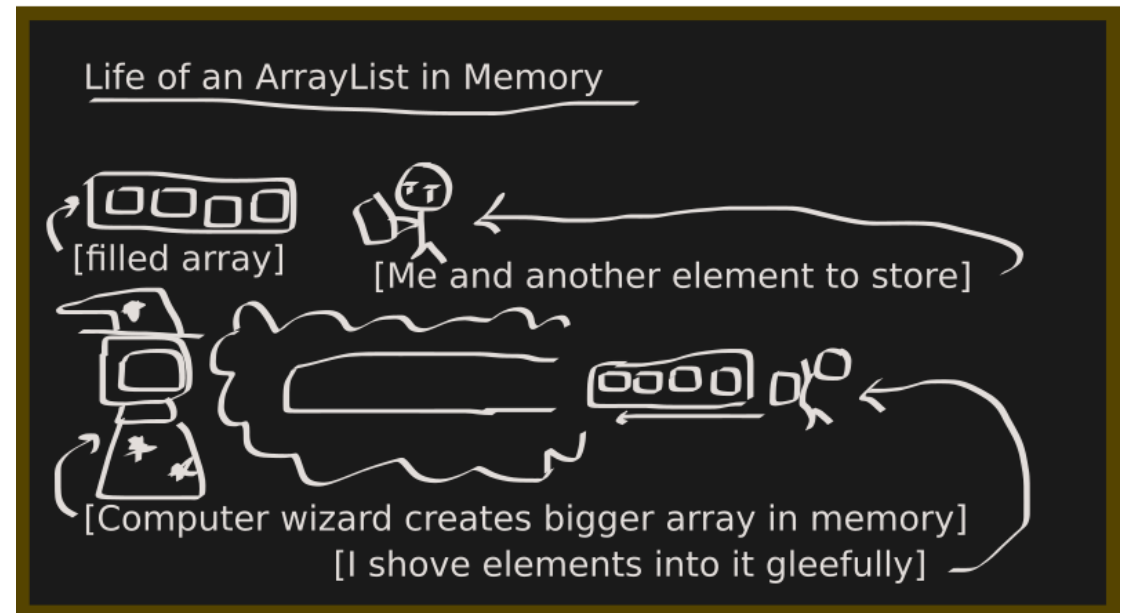 Life of an ArrayList in Memory
[filled array]
[Me and another element to store]
[Computer wizard creates bigger array in memory]
[I shove elements into it gleefully]